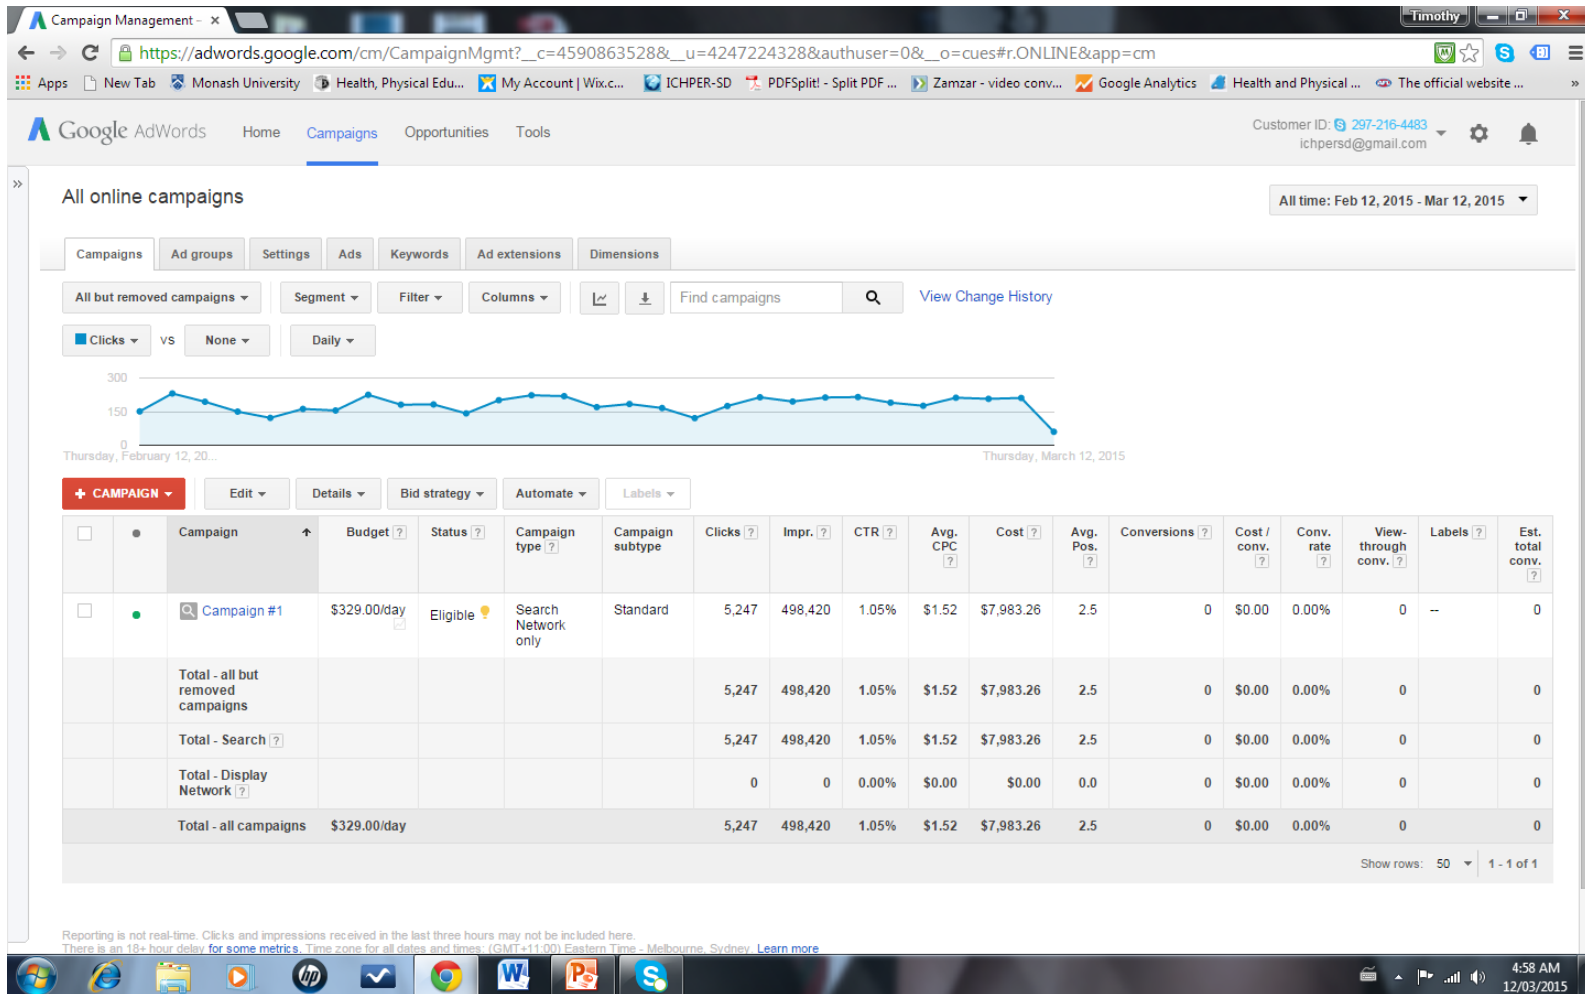 Campaign Management - ×
Timothy
https://adwords.google.com/cm/CampaignMgmt?__c=4590863528&__u=4247224328&authuser=0&__o=cues#r.ONLINE&app=cm
Apps New Tab Monash University Health, Physical Edu... My Account | Wix.c... ICHPER-SD PDFSplit! - Split PDF ... Zamzar - video conv... Google Analytics Health and Physical ... The official website ... »
Google AdWords Home Campaigns Opportunities Tools
Customer ID: 297-216-4483
ichpersd@gmail.com
»
All online campaigns
All time: Feb 12, 2015 - Mar 12, 2015
Campaigns Ad groups Settings Ads Keywords Ad extensions Dimensions
All but removed campaigns Segment Filter Columns Find campaigns View Change History
Clicks VS None Daily
300
150
0
Thursday, February 12, 20...
Thursday, March 12, 2015
+ CAMPAIGN Edit Details Bid strategy Automate Labels
Campaign Budget ? Status ? Campaign type ? Campaign subtype Clicks ? Impr. ? CTR ? Avg. CPC ? Cost ? Avg. Pos. ? Conversions ? Cost / conv. ? Conv. rate ? View-through conv. ? Labels ? Est. total conv. ?
Campaign #1 $329.00/day Eligible Search Network only Standard 5,247 498,420 1.05% $1.52 $7,983.26 2.5 0 $0.00 0.00% 0 -- 0
Total - all but removed campaigns 5,247 498,420 1.05% $1.52 $7,983.26 2.5 0 $0.00 0.00% 0 0
Total - Search ? 5,247 498,420 1.05% $1.52 $7,983.26 2.5 0 $0.00 0.00% 0 0
Total - Display Network ? 0 0 0.00% $0.00 $0.00 0.0 0 $0.00 0.00% 0 0
Total - all campaigns $329.00/day 5,247 498,420 1.05% $1.52 $7,983.26 2.5 0 $0.00 0.00% 0 0
Show rows: 50 1 - 1 of 1
Reporting is not real-time. Clicks and impressions received in the last three hours may not be included here.
There is an 18+ hour delay for some metrics. Time zone for all dates and times: (GMT+11:00) Eastern Time - Melbourne, Sydney. Learn more
hp
4:58 AM
12/03/2015